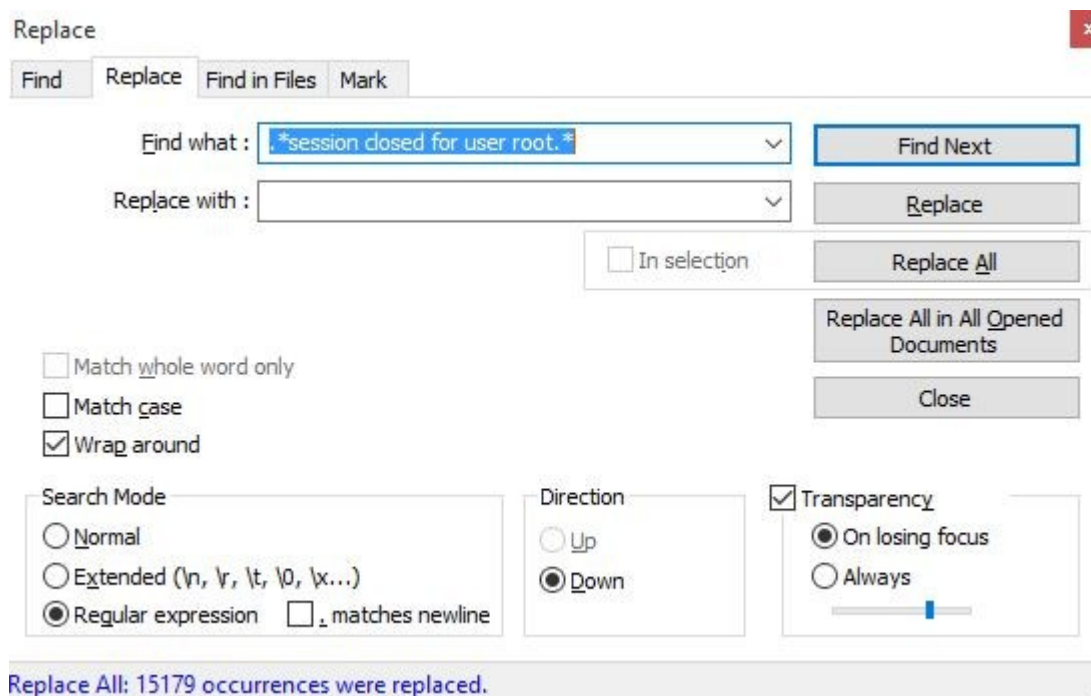 Replace
x
Find Replace Find in Files Mark
Find what : .*session closed for user root.* Find Next
Replace with : Replace
In selection Replace All
Replace All in All Opened
Documents
Match whole word only
Match case Close
Wrap around
Search Mode Direction Transparency
Normal Up On losing focus
Extended (\n, \r, \t, \0, \x...) Down Always
Regular expression . matches newline
Replace All: 15179 occurrences were replaced.